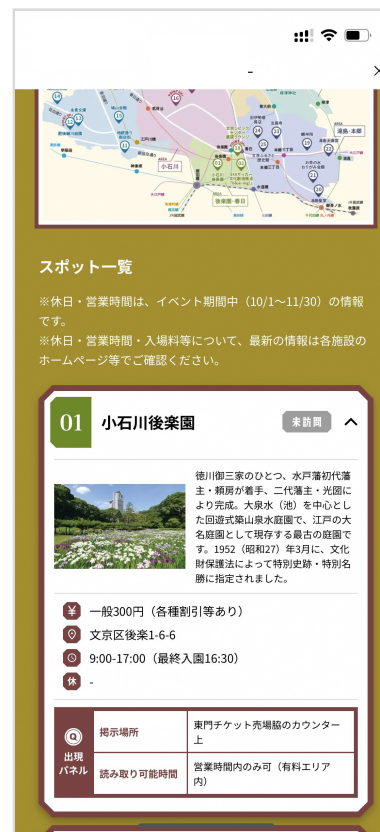 小石川
後楽園・春日
湯島・本郷
スポット一覧
※休日・営業時間は、イベント期間中（10/1〜11/30）の情報
です。
※休日・営業時間・入場料等について、最新の情報は各施設の
ホームページ等でご確認ください。
01 小石川後楽園 未訪問
徳川御三家のひとつ、水戸藩初代藩
主・頼房が着手、二代藩主・光圀に
より完成。大泉水（池）を中心とし
た回遊式築山泉水庭園で、江戸の大
名庭園として現存する最古の庭園で
す。1952（昭和27）年3月に、文化
財保護法によって特別史跡・特別名
勝に指定されました。
¥ 一般300円（各種割引等あり）
文京区後楽1-6-6
9:00-17:00（最終入園16:30）
休 -
出現
パネル
掲示場所
東門チケット売場脇のカウンター
上
読み取り可能時間
営業時間内のみ可（有料エリア
内）